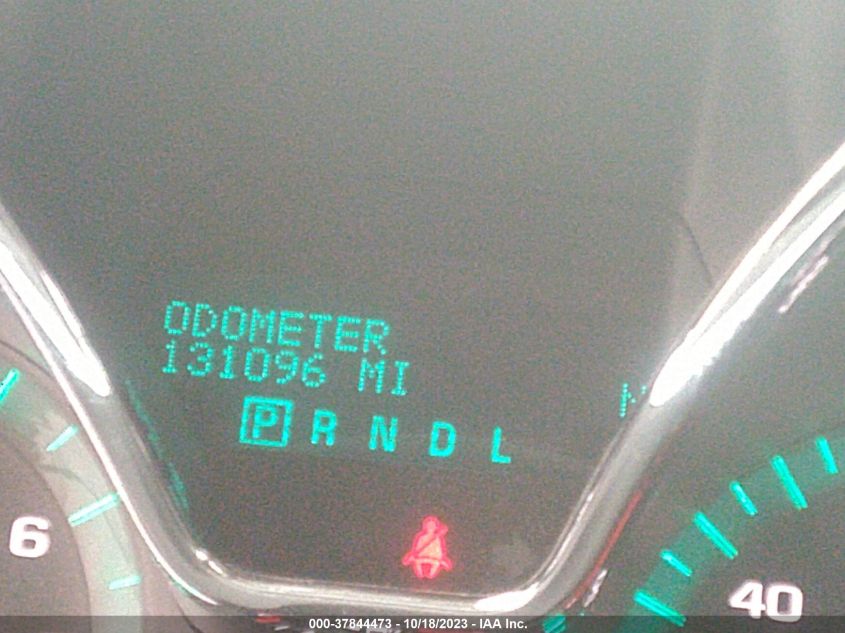 ODOMETER
131096 MI
P R N D L
6
40
000-37844473 - 10/18/2023 - IAA Inc.